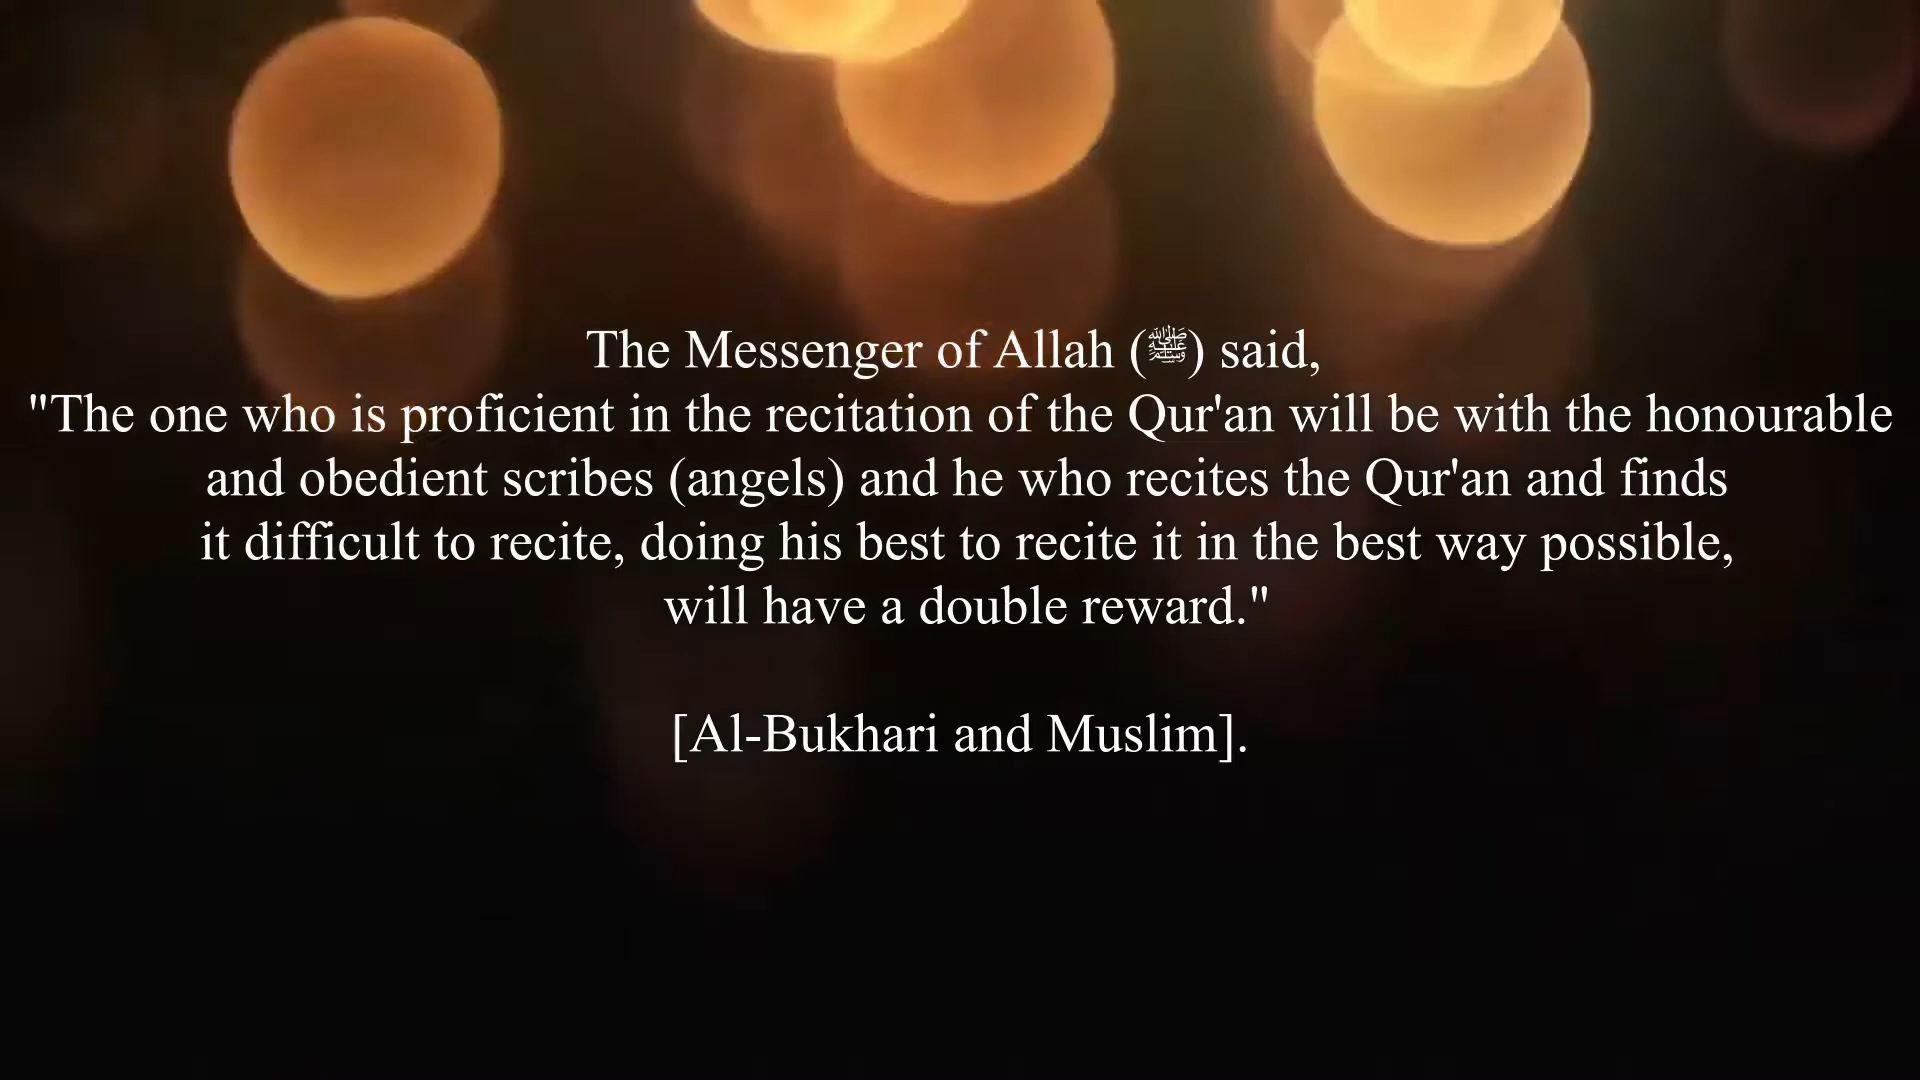 The Messenger of Allah (ﷺ) said,
"The one who is proficient in the recitation of the Qur'an will be with the honourable
and obedient scribes (angels) and he who recites the Qur'an and finds
it difficult to recite, doing his best to recite it in the best way possible,
will have a double reward."
[Al-Bukhari and Muslim].